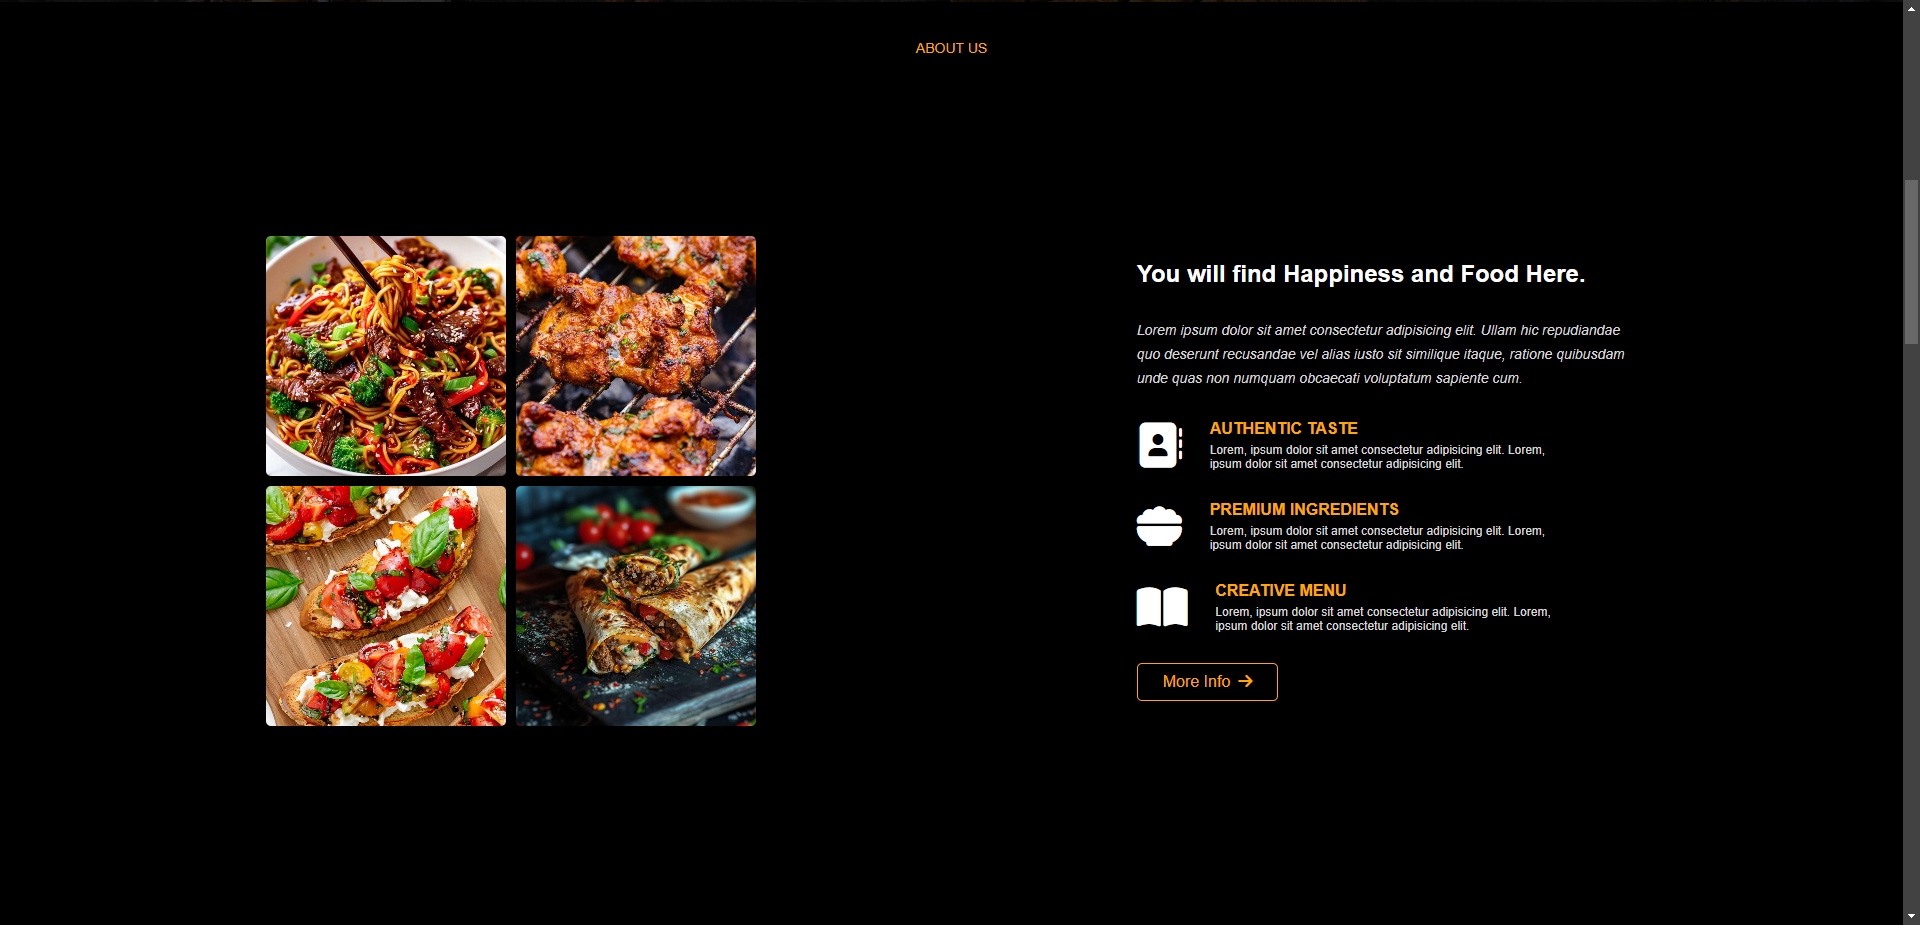 ABOUT US
You will find Happiness and Food Here.
Lorem ipsum dolor sit amet consectetur adipisicing elit. Ullam hic repudiandae
quo deserunt recusandae vel alias iusto sit similique itaque, ratione quibusdam
unde quas non numquam obcaecati voluptatum sapiente cum.
AUTHENTIC TASTE
Lorem, ipsum dolor sit amet consectetur adipisicing elit. Lorem,
ipsum dolor sit amet consectetur adipisicing elit.
PREMIUM INGREDIENTS
Lorem, ipsum dolor sit amet consectetur adipisicing elit. Lorem,
ipsum dolor sit amet consectetur adipisicing elit.
CREATIVE MENU
Lorem, ipsum dolor sit amet consectetur adipisicing elit. Lorem,
ipsum dolor sit amet consectetur adipisicing elit.
More Info